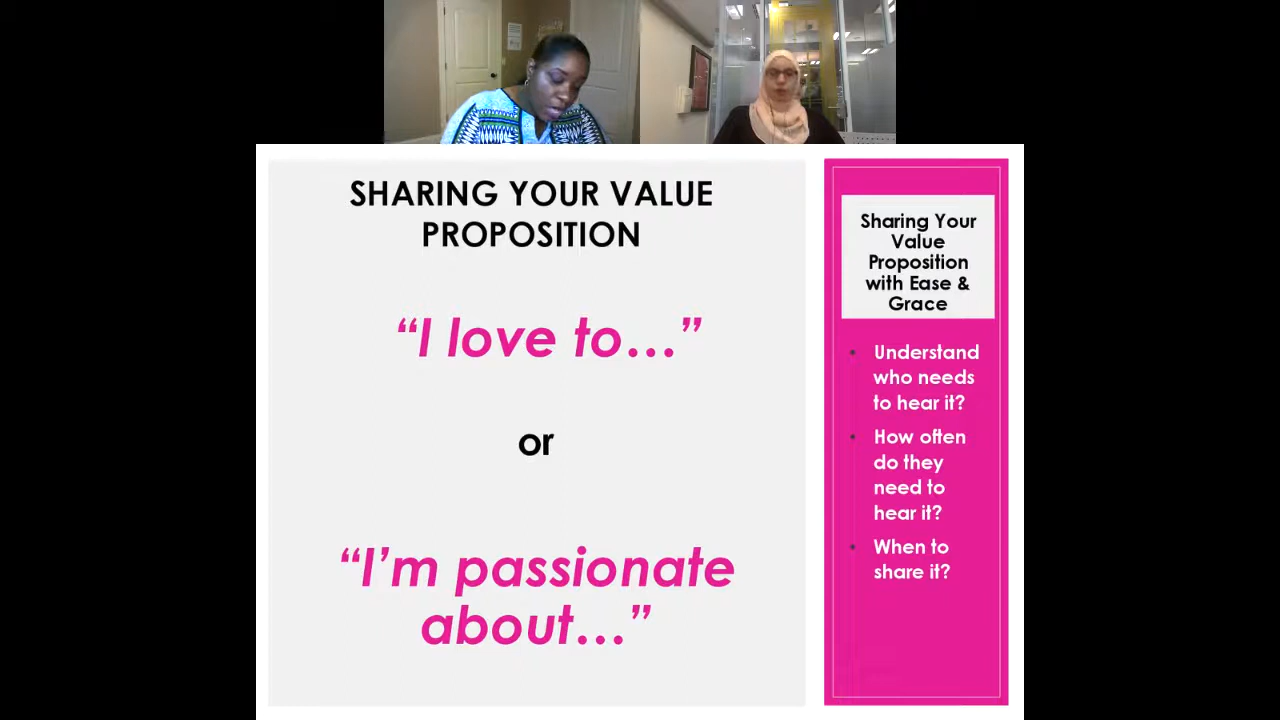 SHARING YOUR VALUE
PROPOSITION
“I love to…”
or
“I’m passionate
about…”
Sharing Your
Value
Proposition
with Ease &
Grace
• Understand
who needs
to hear it?
• How often
do they
need to
hear it?
• When to
share it?